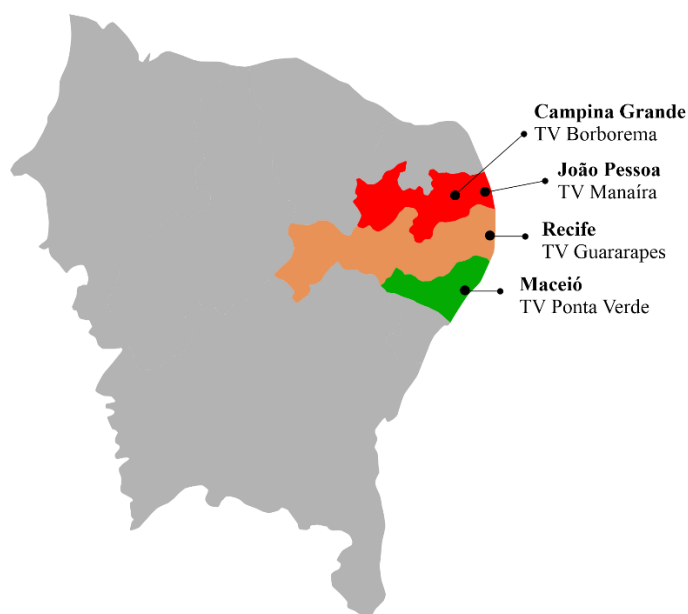 Campina Grande
TV Borborema
João Pessoa
TV Manaíra
Recife
TV Guararapes
Maceió
TV Ponta Verde